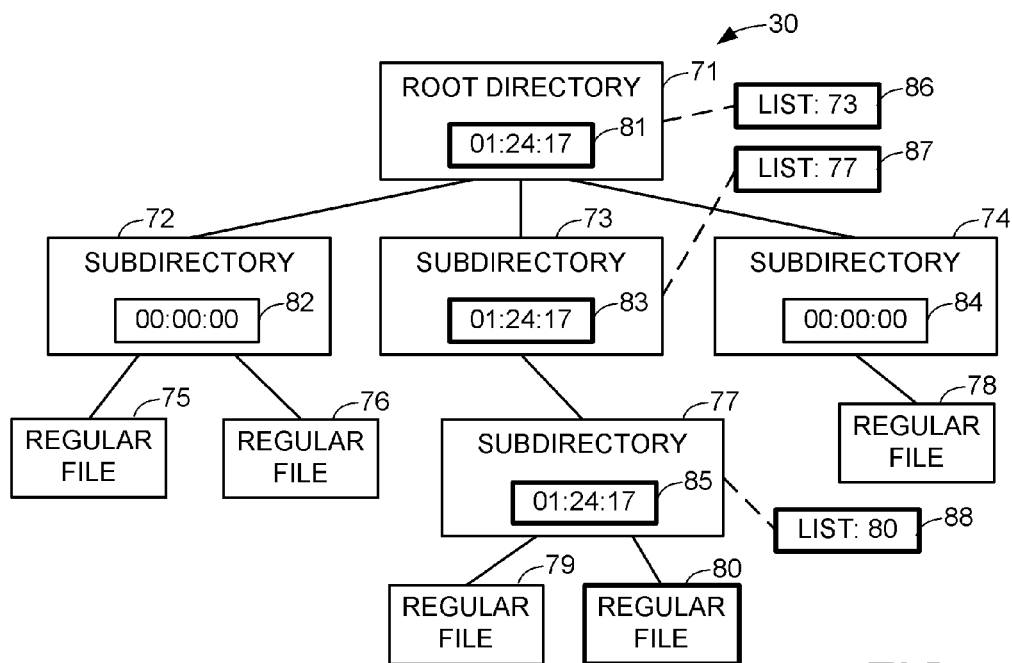 30
71
ROOT DIRECTORY
81
01:24:17
86
LIST: 73
87
LIST: 77
72
SUBDIRECTORY
82
00:00:00
73
SUBDIRECTORY
83
01:24:17
74
SUBDIRECTORY
84
00:00:00
75
REGULAR
FILE
76
REGULAR
FILE
77
SUBDIRECTORY
85
01:24:17
78
REGULAR
FILE
LIST: 80
88
79
REGULAR
FILE
80
REGULAR
FILE